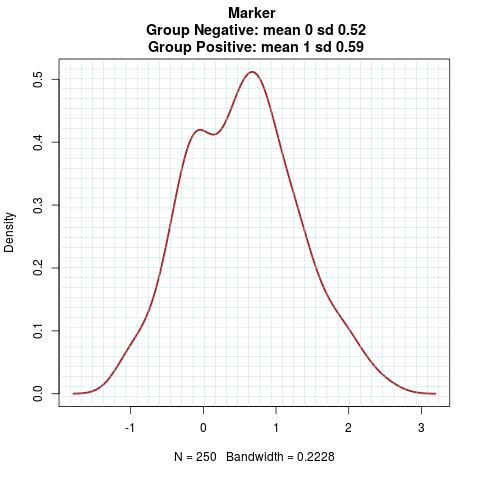 Marker
Group Negative: mean 0 sd 0.52
Group Positive: mean 1 sd 0.59
Density
0.5
0.4
0.3
0.2
0.1
0.0
-1 0 1 2 3
N = 250 Bandwidth = 0.2228